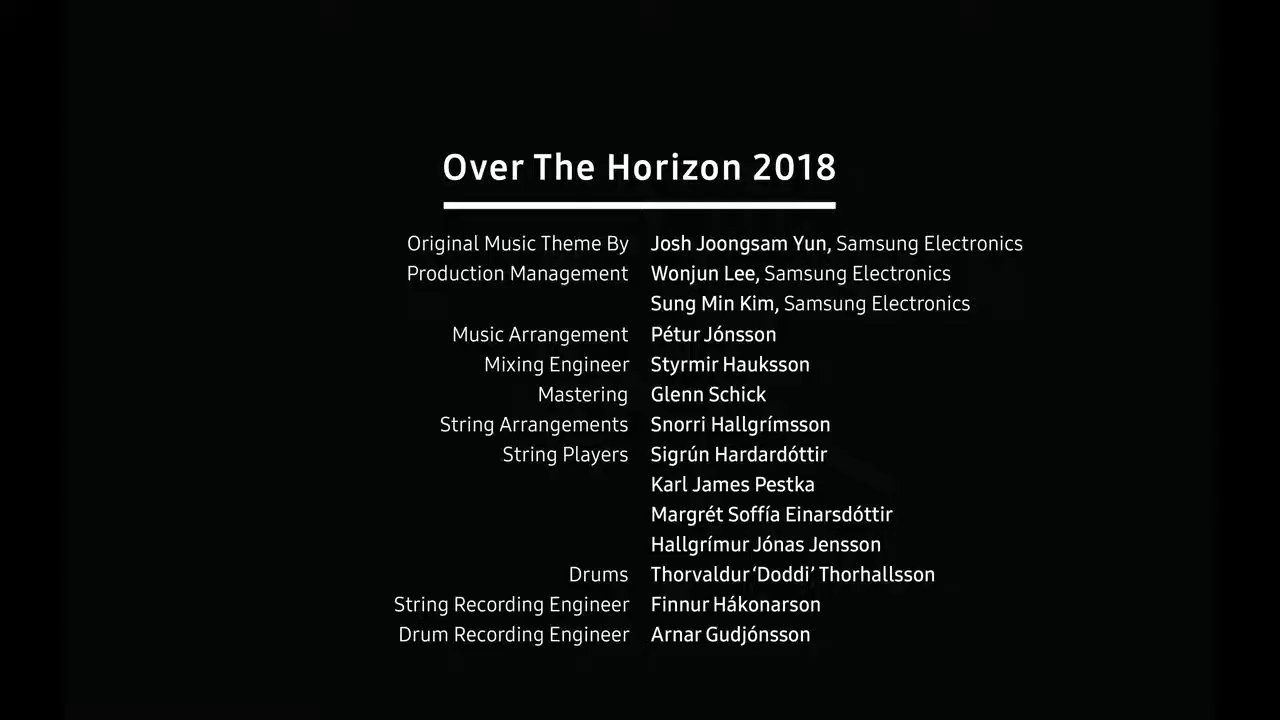 Over The Horizon 2018
Original Music Theme By Josh Joongsam Yun, Samsung Electronics
Production Management Wonjun Lee, Samsung Electronics
Sung Min Kim, Samsung Electronics
Music Arrangement Pétur Jónsson
Mixing Engineer Styrmir Hauksson
Mastering Glenn Schick
String Arrangements Snorri Hallgrímsson
String Players Sigrún Hardardóttir
Karl James Pestka
Margrét Soffía Einarsdóttir
Hallgrímur Jónas Jensson
Drums Thorvaldur ‘Doddi’ Thorhallsson
String Recording Engineer Finnur Hákonarson
Drum Recording Engineer Arnar Gudjónsson